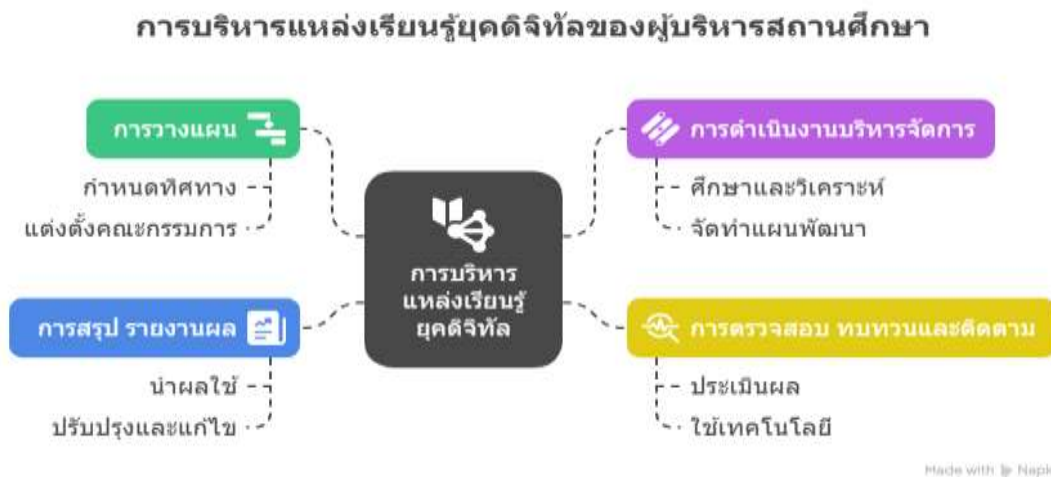 การบริหารแหล่งเรียนรู้ยุคดิจิทัลของผู้บริหารสถานศึกษา
การวางแผน
กำหนดทิศทาง
แต่งตั้งคณะกรรมการ
การดำเนินงานบริหารจัดการ
ศึกษาและวิเคราะห์
จัดทำแผนพัฒนา
การบริหาร
แหล่งเรียนรู้
ยุคดิจิทัล
การสรุป รายงานผล
นำผลใช้
ปรับปรุงและแก้ไข
การตรวจสอบ ทบทวนและติดตาม
ประเมินผล
ใช้เทคโนโลยี
Made with